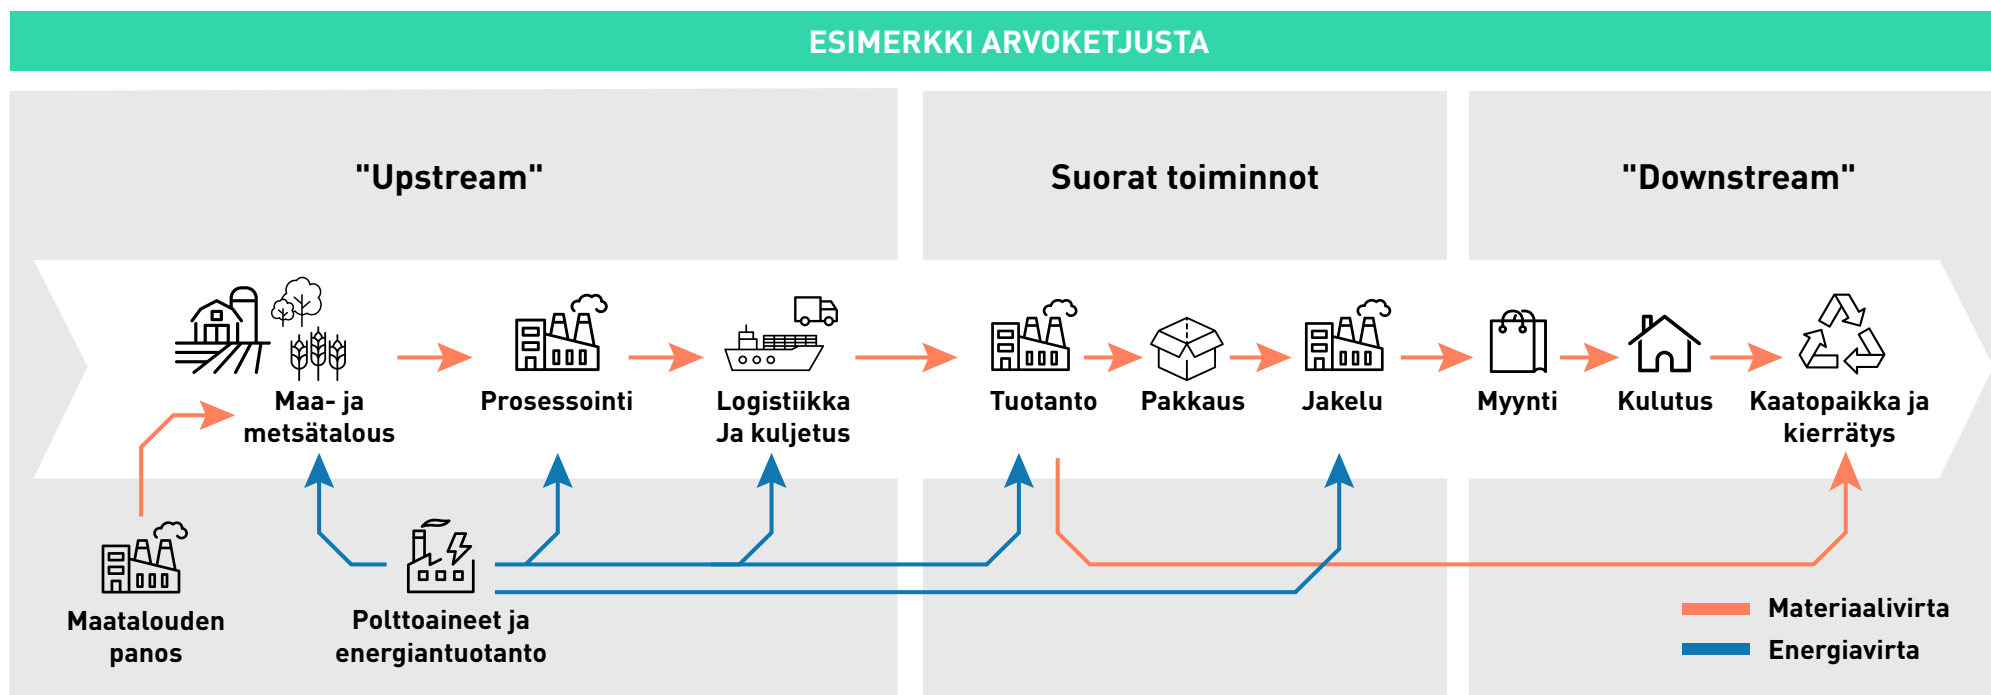 ESIMERKKI ARVOKETJUSTA
"Upstream"
Suorat toiminnot
"Downstream"
Maa- ja
metsätalous
Prosessointi
Logistiikka
Ja kuljetus
Tuotanto
Pakkaus
Jakelu
Myynti
Kulutus
Kaatopaikka ja
kierrätys
Maatalouden
panos
Polttoaineet ja
energiantuotanto
Materiaalivirta
Energiavirta